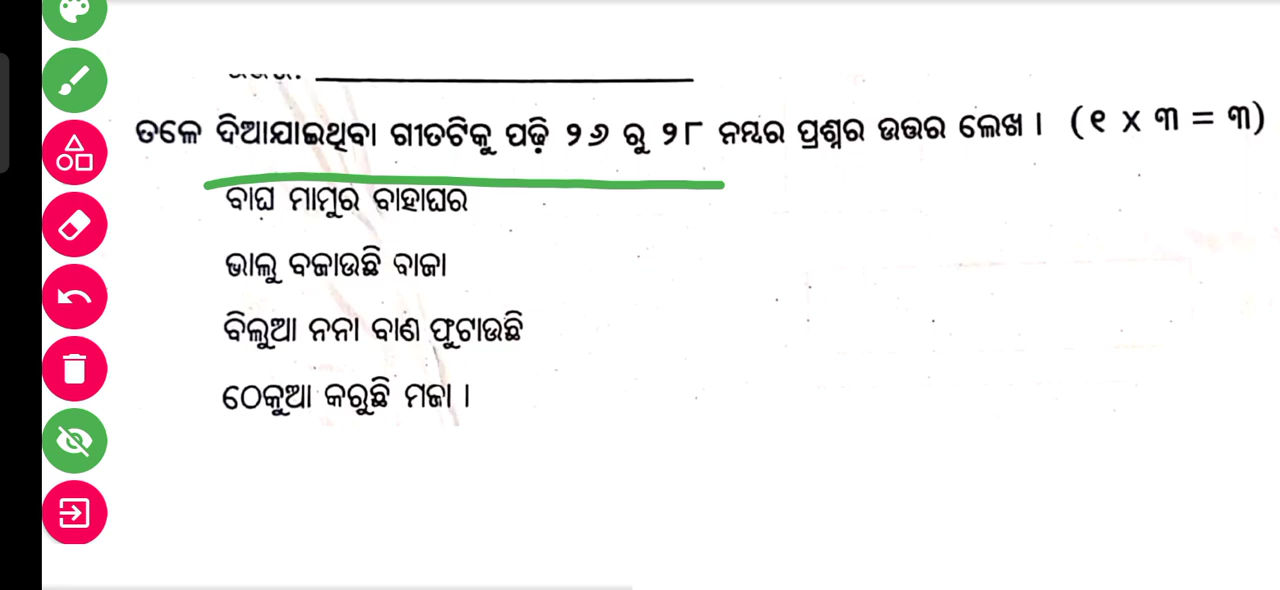 ତଳେ ଦିଆଯାଇଥିବା ଗୀତଟିକୁ ପଢ଼ି ୨୬ ରୁ ୨୮ ନମ୍ବର ପ୍ରଶ୍ନର ଉତ୍ତର ଲେଖ । (୧ x ୩ = ୩)
ବାଘ ମାମୁର ବାହାଘର
ଭାଲୁ ବଜାଉଛି ବାଜା
ବିଲୁଆ ନନା ବାଣ ଫୁଟାଉଛି
ଠେକୁଆ କରୁଛି ମଜା ।